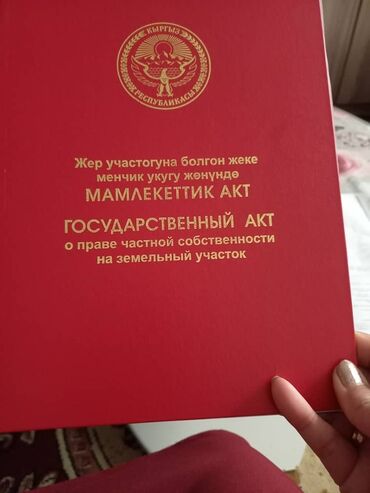 КЫРГЫЗ
РЕСПУБЛИКАСЫ
Жер участогуна болгон жеке
менчик укугу жөнүндө
МАМЛЕКЕТТИК АКТ
ГОСУДАРСТВЕННЫЙ АКТ
о праве частной собственности
на земельный участок